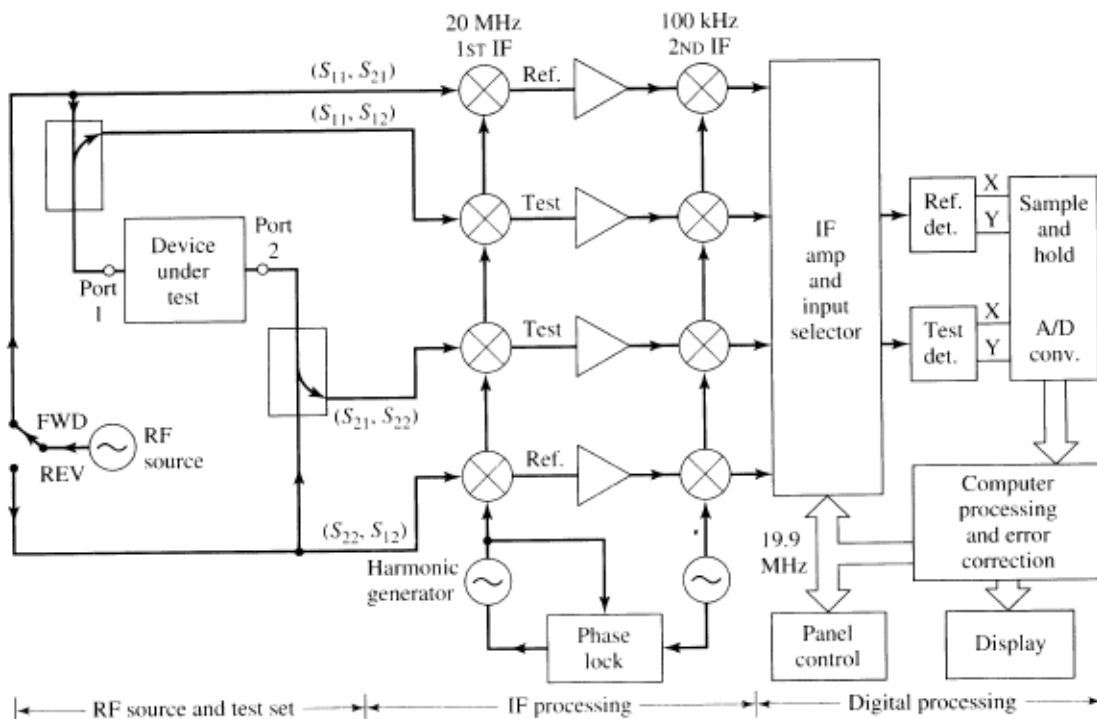 20 MHz
1ST IF
100 kHz
2ND IF
(S11, S21)
Ref.
(S11, S12)
Test
X
Y
Ref.
det.
Sample
and
hold
Port
2
Device
under
test
Port
1
IF
amp
and
input
selector
Test
X
Y
Test
det.
A/D
conv.
(S21, S22)
FWD
REV
RF
source
Ref.
(S22, S12)
Harmonic
generator
19.9
MHz
Computer
processing
and error
correction
Phase
lock
Panel
control
Display
RF source and test set
IF processing
Digital processing